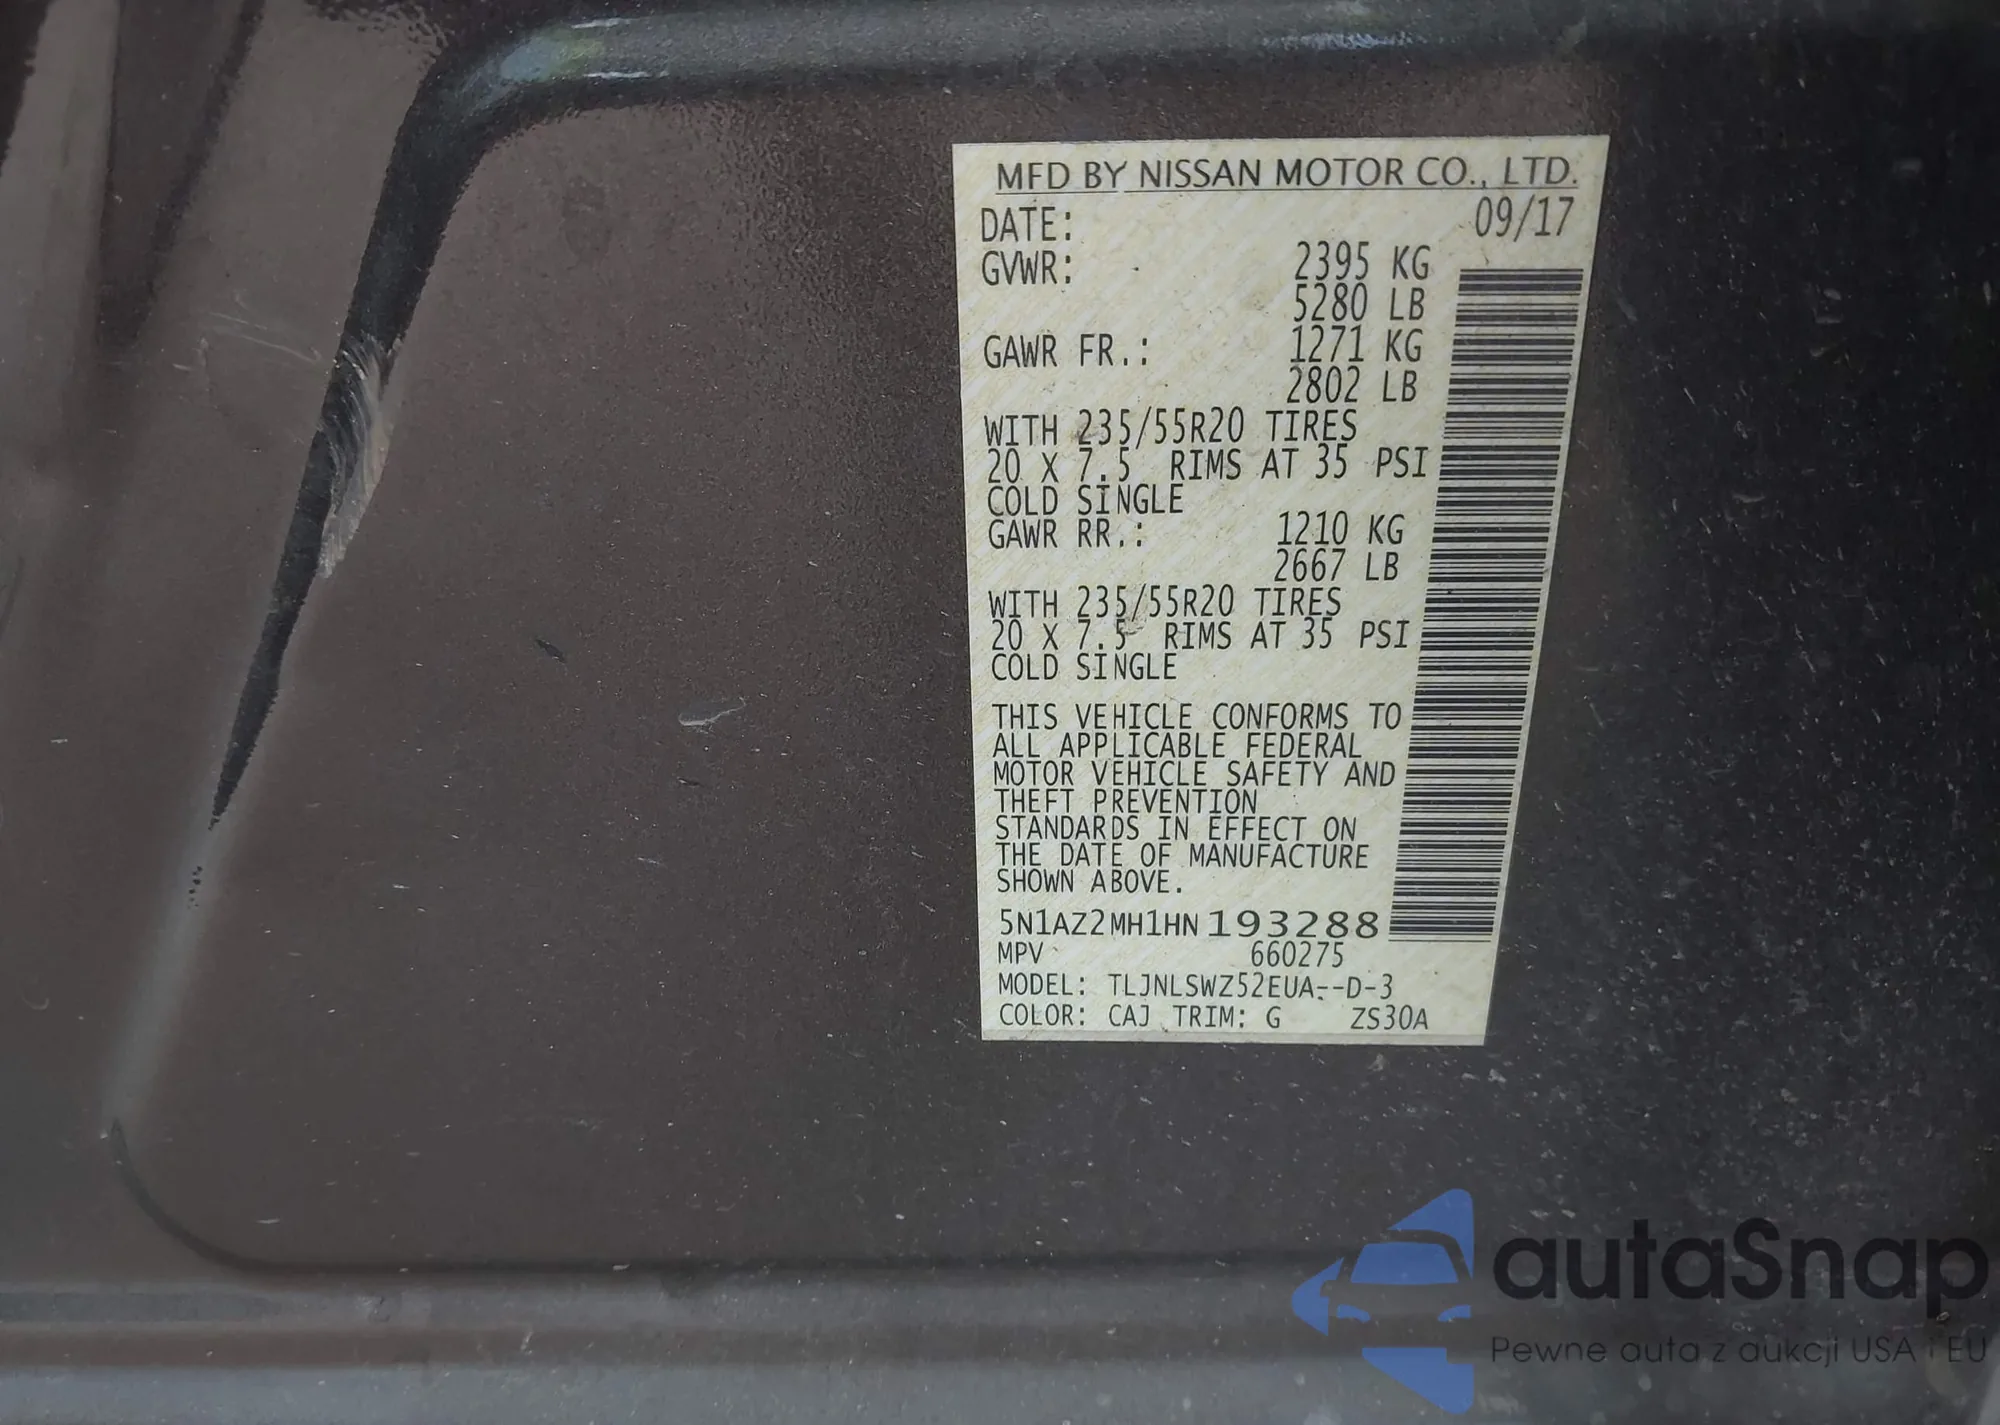 MFD BY NISSAN MOTOR CO., LTD.
DATE: 09/17
GVWR: 2395 KG
5280 LB
GAWR FR.: 1271 KG
2802 LB
WITH 235/55R20 TIRES
20 X 7.5 RIMS AT 35 PSI
COLD SINGLE
GAWR RR.: 1210 KG
2667 LB
WITH 235/55R20 TIRES
20 X 7.5 RIMS AT 35 PSI
COLD SINGLE
THIS VEHICLE CONFORMS TO
ALL APPLICABLE FEDERAL
MOTOR VEHICLE SAFETY AND
THEFT PREVENTION
STANDARDS IN EFFECT ON
THE DATE OF MANUFACTURE
SHOWN ABOVE.
5N1AZ2MH1HN193288
MPV 660275
MODEL: TLJNLSWZ52EUA--D-3
COLOR: CAJ TRIM: G ZS30A
autaSnap
Pewne auta z aukcji USA i EU